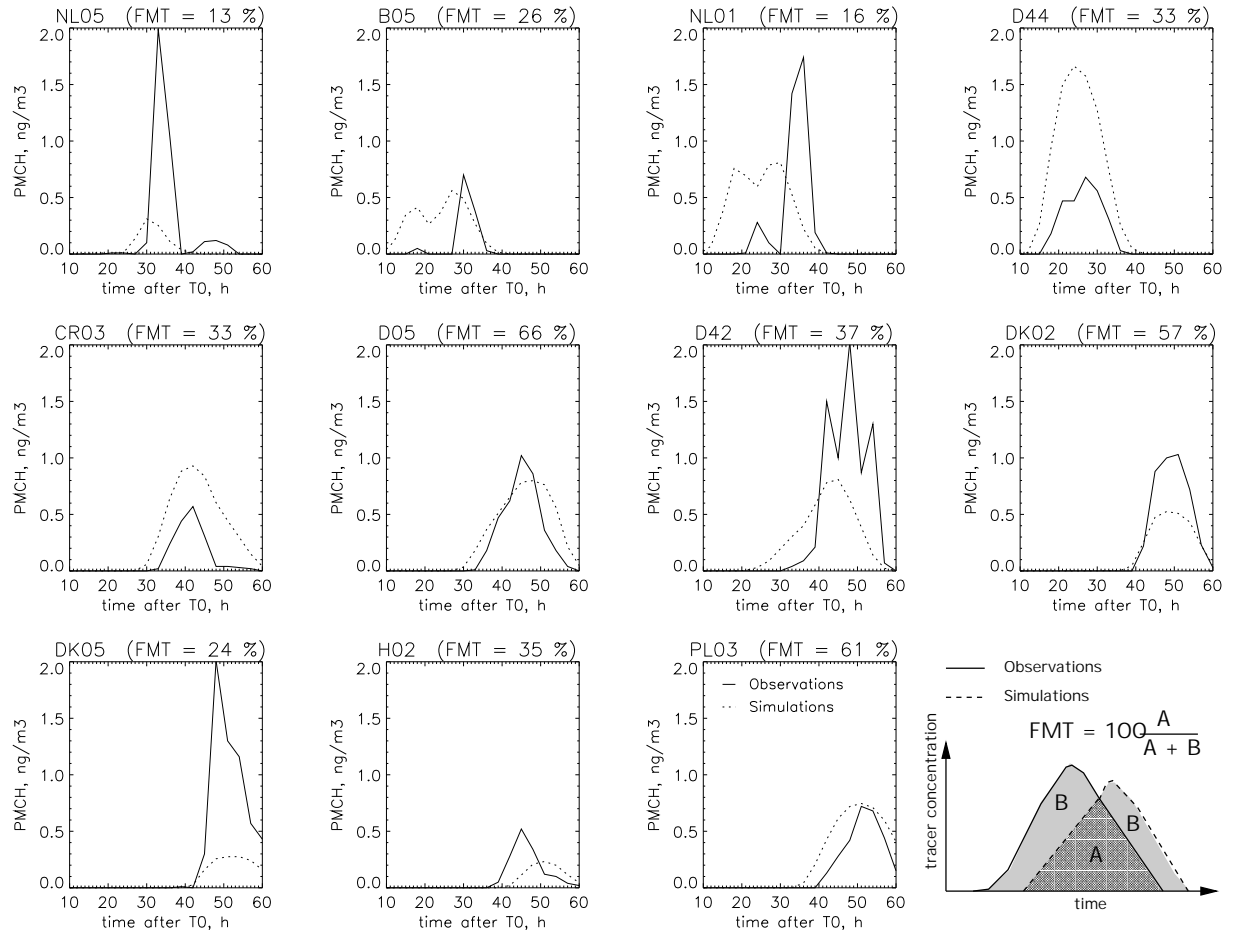 NL05 (FMT = 13 %)
2.0
1.5
1.0
0.5
0.0
PMCH, ng/m3
10 20 30 40 50 60
time after T0, h
B05 (FMT = 26 %)
2.0
1.5
1.0
0.5
0.0
PMCH, ng/m3
10 20 30 40 50 60
time after T0, h
NL01 (FMT = 16 %)
2.0
1.5
1.0
0.5
0.0
PMCH, ng/m3
10 20 30 40 50 60
time after T0, h
D44 (FMT = 33 %)
2.0
1.5
1.0
0.5
0.0
PMCH, ng/m3
10 20 30 40 50 60
time after T0, h
CR03 (FMT = 33 %)
2.0
1.5
1.0
0.5
0.0
PMCH, ng/m3
10 20 30 40 50 60
time after T0, h
D05 (FMT = 66 %)
2.0
1.5
1.0
0.5
0.0
PMCH, ng/m3
10 20 30 40 50 60
time after T0, h
D42 (FMT = 37 %)
2.0
1.5
1.0
0.5
0.0
PMCH, ng/m3
10 20 30 40 50 60
time after T0, h
DK02 (FMT = 57 %)
2.0
1.5
1.0
0.5
0.0
PMCH, ng/m3
10 20 30 40 50 60
time after T0, h
DK05 (FMT = 24 %)
2.0
1.5
1.0
0.5
0.0
PMCH, ng/m3
10 20 30 40 50 60
time after T0, h
H02 (FMT = 35 %)
2.0
1.5
1.0
0.5
0.0
PMCH, ng/m3
10 20 30 40 50 60
time after T0, h
PL03 (FMT = 61 %)
Observations
Simulations
2.0
1.5
1.0
0.5
0.0
PMCH, ng/m3
10 20 30 40 50 60
time after T0, h
Observations
Simulations
A
FMT = 100
A + B
tracer concentration
B
B
A
time